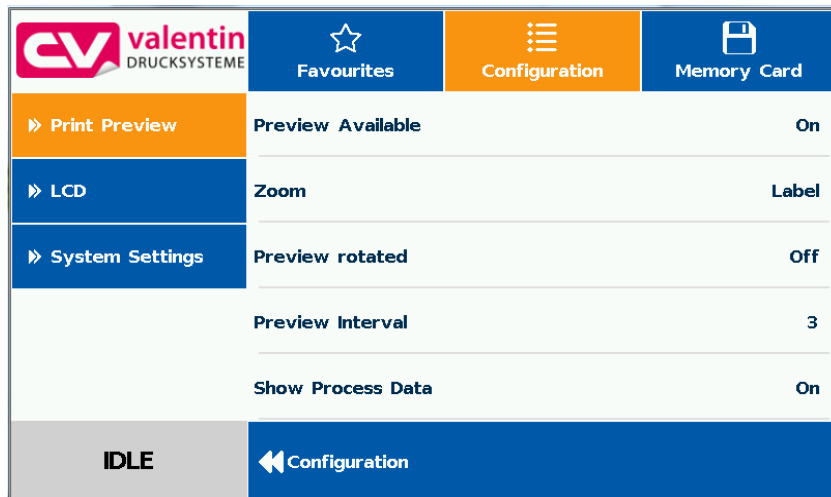 CV valentin
DRUCKSYSTEME
Favourites
Configuration
Memory Card
Print Preview
Preview Available On
LCD
Zoom Label
System Settings
Preview rotated Off
Preview Interval 3
Show Process Data On
IDLE
Configuration